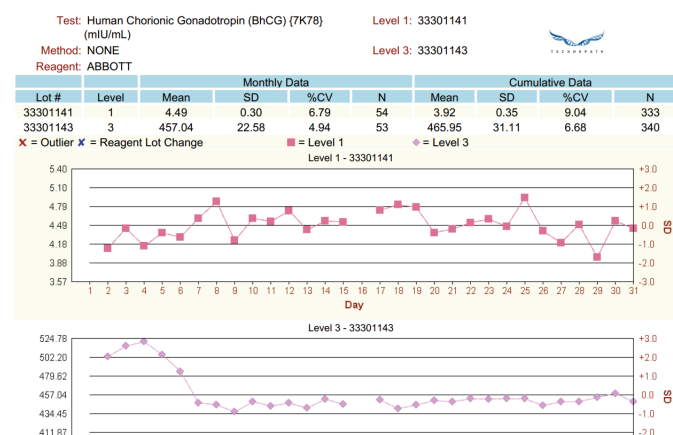 Test: Human Chorionic Gonadotropin (BhCG) {7K78} Level 1: 33301141
(mIU/mL)
Level 3: 33301143
Method: NONE
Reagent: ABBOTT
TECHNOPATH
Monthly Data Cumulative Data
Lot # Level Mean SD %CV N Mean SD %CV N
33301141 1 4.49 0.30 6.79 54 3.92 0.35 9.04 333
33301143 3 457.04 22.58 4.94 53 465.95 31.11 6.68 340
X = Outlier X = Reagent Lot Change = Level 1 = Level 3
Level 1 - 33301141
5.40 +3.0
5.10 +2.0
4.79 +1.0
4.49 0.0 SD
4.18 -1.0
3.88 -2.0
3.57 -3.0
1 2 3 4 5 6 7 8 9 10 11 12 13 14 15 16 17 18 19 20 21 22 23 24 25 26 27 28 29 30 31
Day
Level 3 - 33301143
524.78 +3.0
502.20 +2.0
479.62 +1.0
457.04 0.0 SD
434.45 -1.0
411.87 -2.0